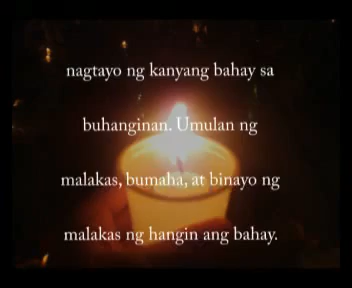 nagtayo ng kanyang bahay sa
buhanginan. Umulan ng
malakas, bumaha, at binayo ng
malakas ng hangin ang bahay.